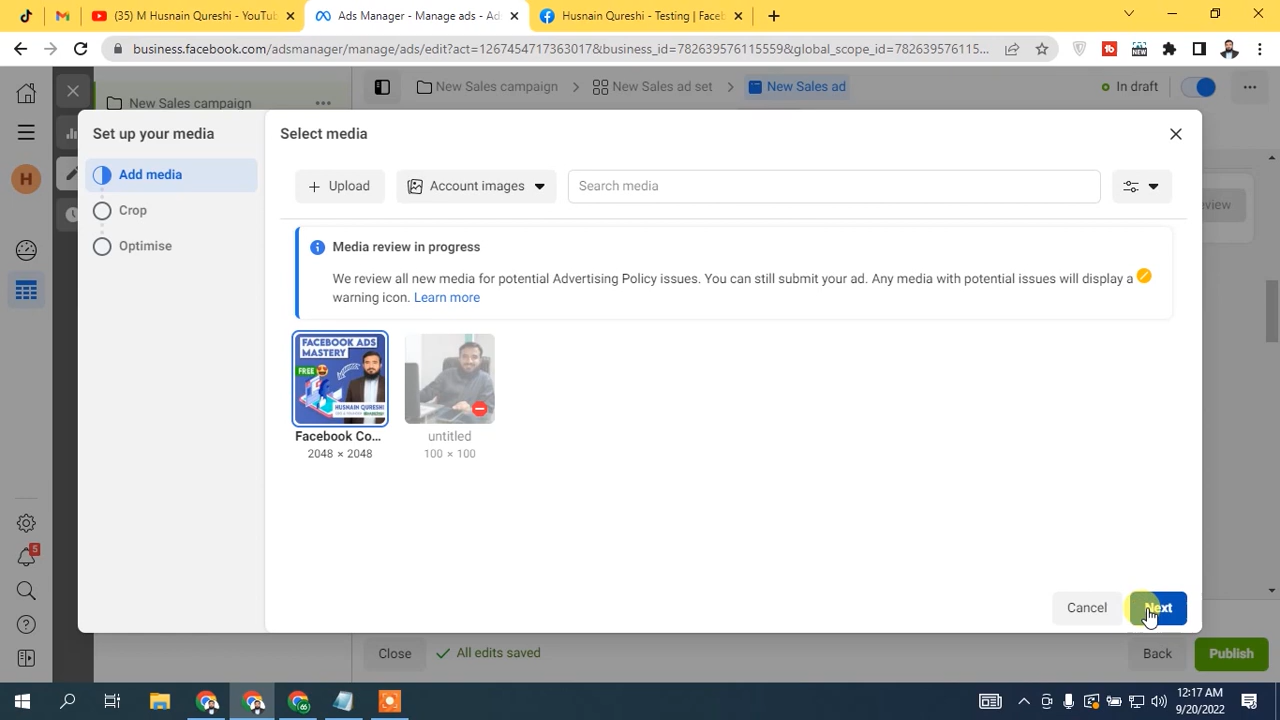 (35) M Husnain Qureshi - YouTu
Ads Manager - Manage ads - Ad
Husnain Qureshi - Testing | Faceb
business.facebook.com/adsmanager/manage/ads/edit?act=1267454717363017&business_id=782639576115559&global_scope_id=782639576115...
New Sales campaign
New Sales campaign > New Sales ad set > New Sales ad
In draft
Set up your media
Select media
Add media
Crop
Optimise
+ Upload
Account images
Search media
Media review in progress
We review all new media for potential Advertising Policy issues. You can still submit your ad. Any media with potential issues will display a
warning icon. Learn more
FACEBOOK ADS
MASTERY
FREE
HUSNAIN QURESHI
Facebook Co...
2048 × 2048
untitled
100 × 100
H
5
Cancel
Next
Close
All edits saved
Back
Publish
12:17 AM
9/20/2022